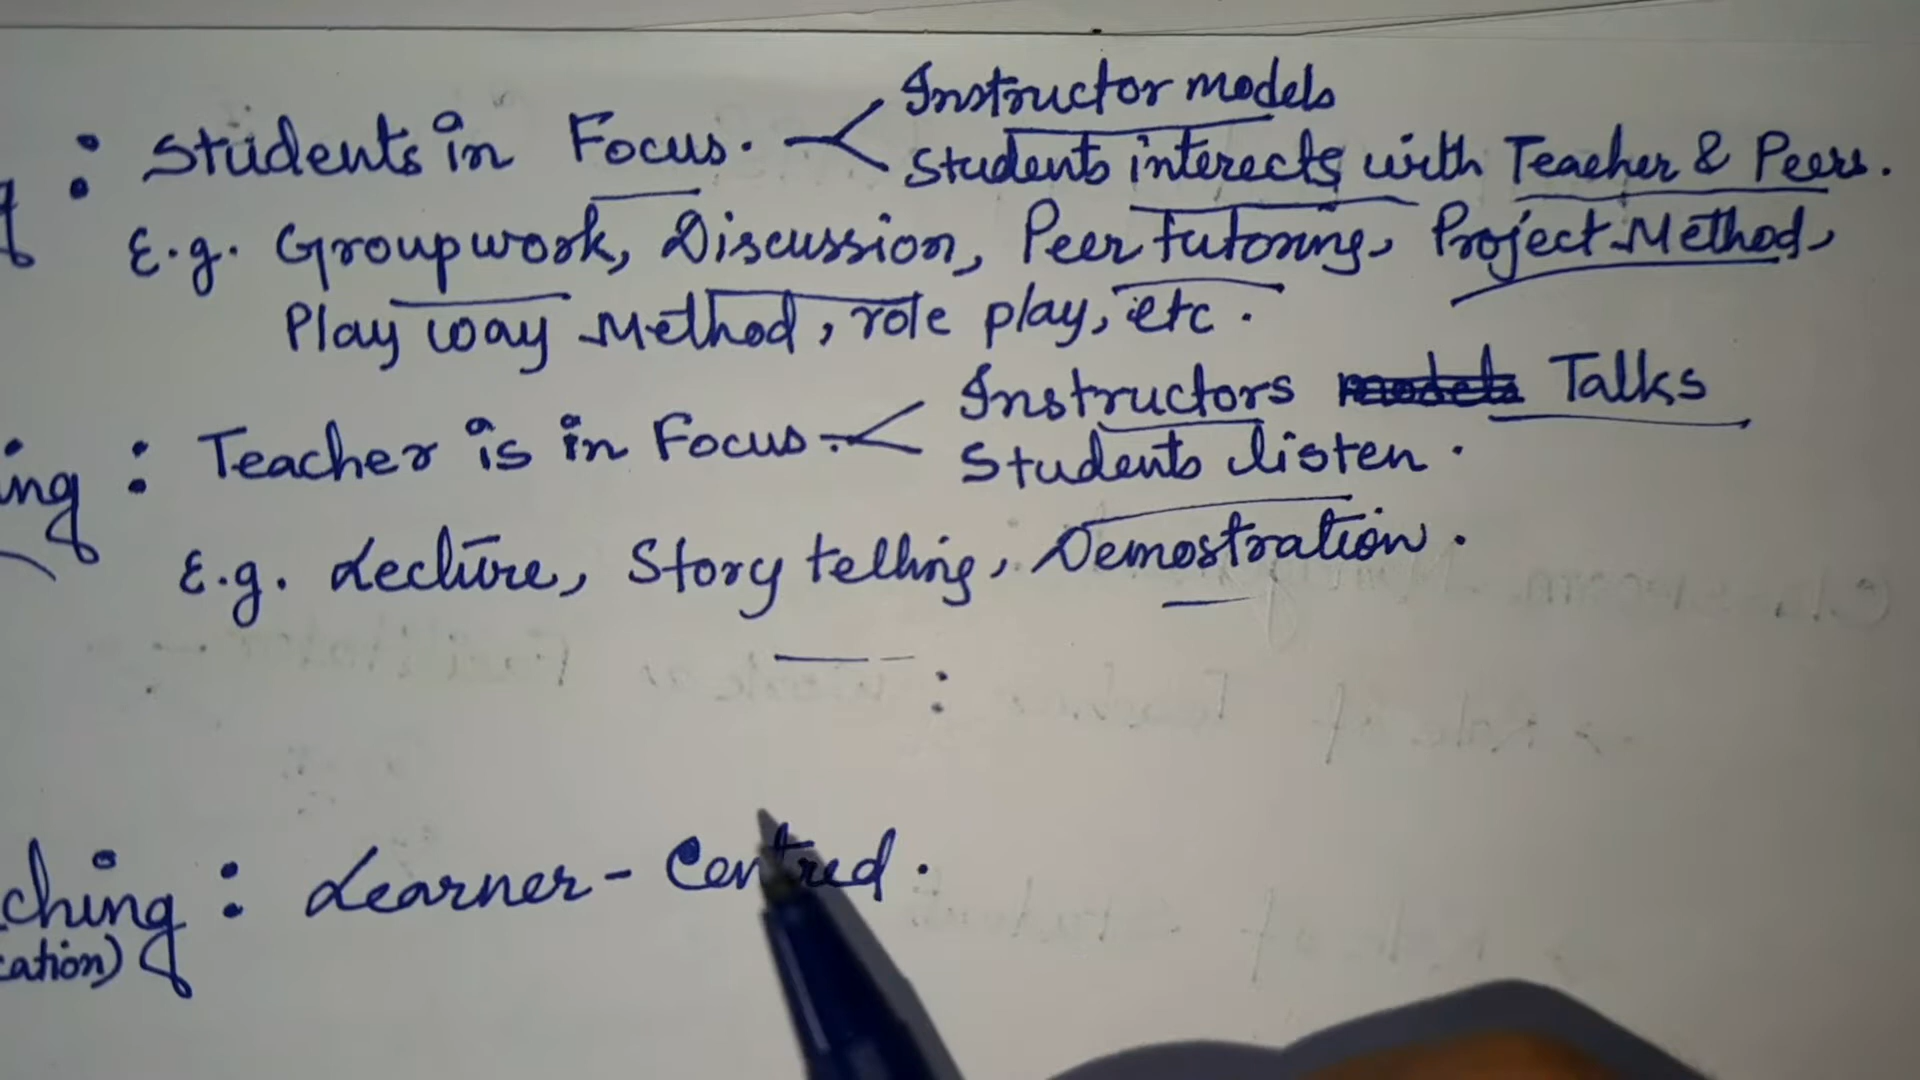 : Students in Focus. Instructor models
Students interects with Teacher & Peers.
E.g. Groupwork, Discussion, Peer tutoring, Project Method,
Play way Method, role play, etc.
ing : Teacher is in Focus. Instructors Talks
Students listen.
E.g. Lecture, Story telling, Demostration.
:
ching : Learner-Centred.
cation)